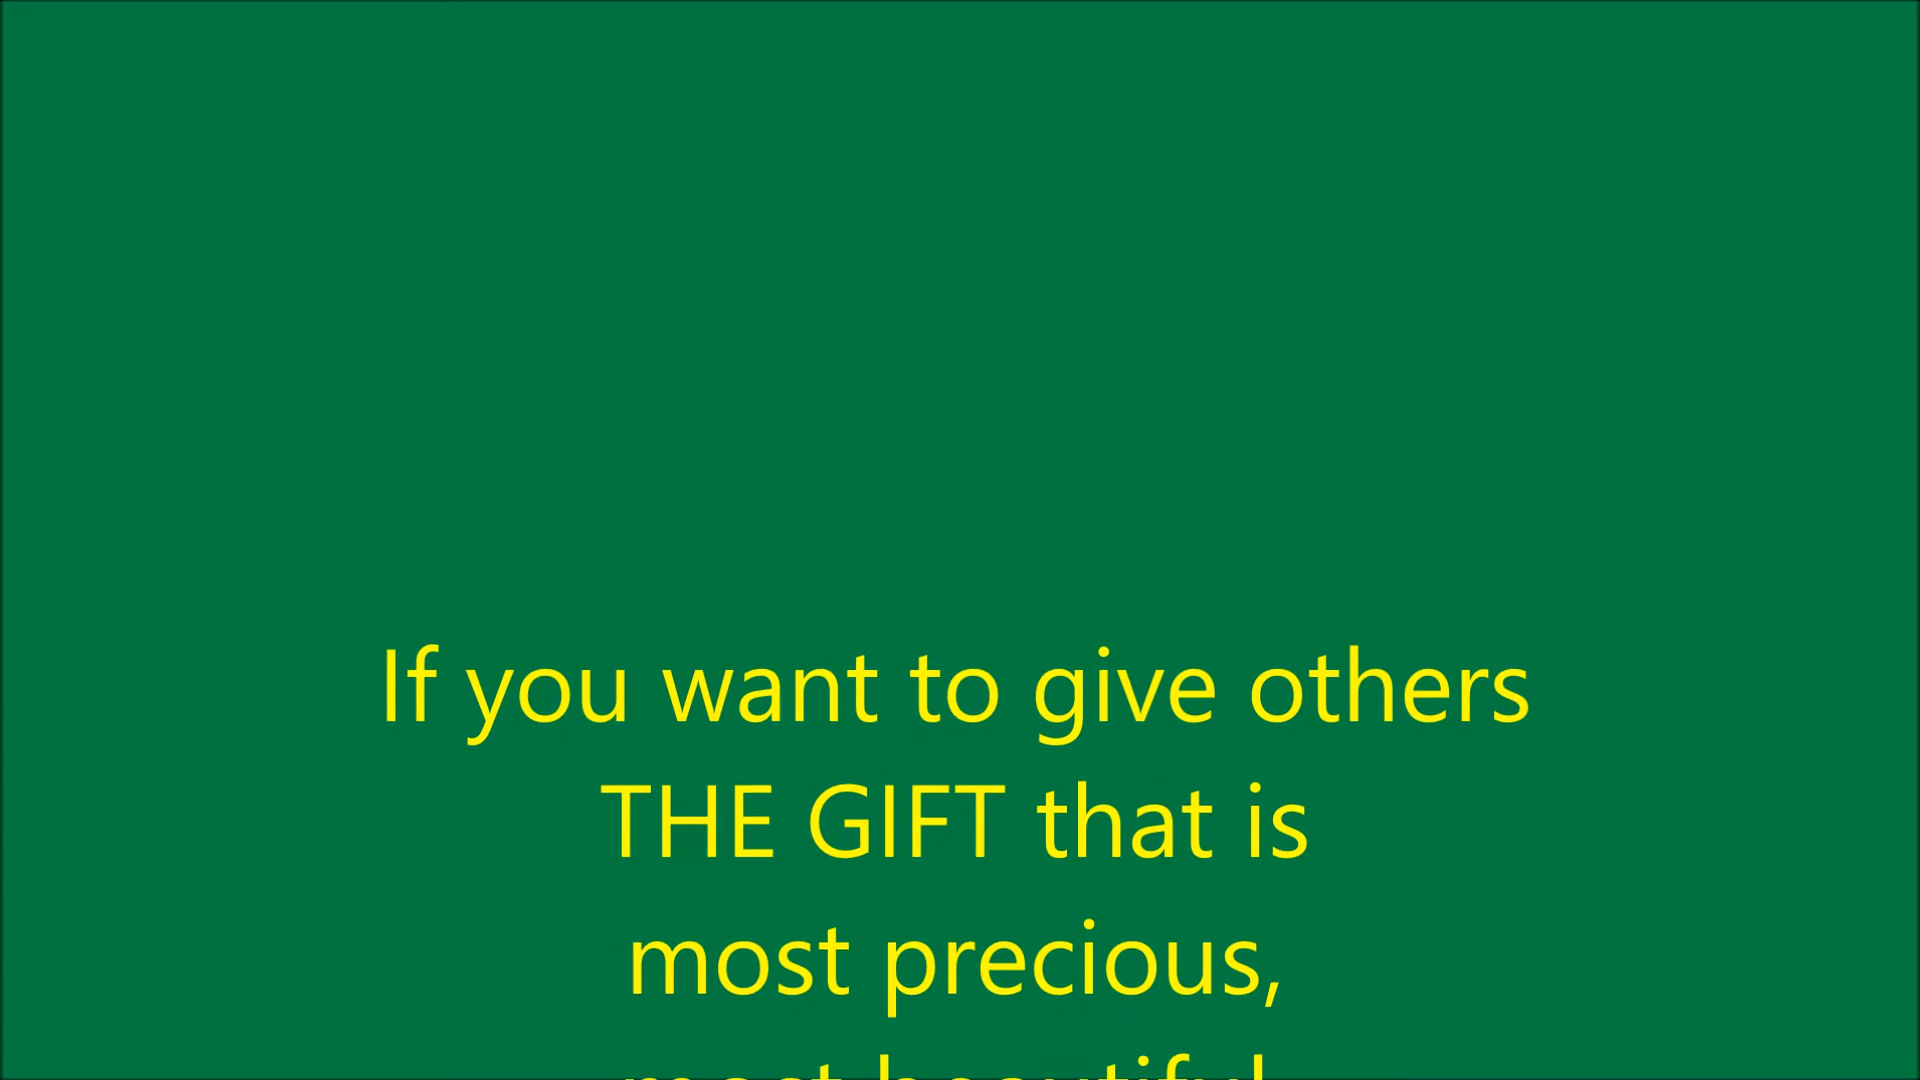 If you want to give others
THE GIFT that is
most precious,
most beautiful